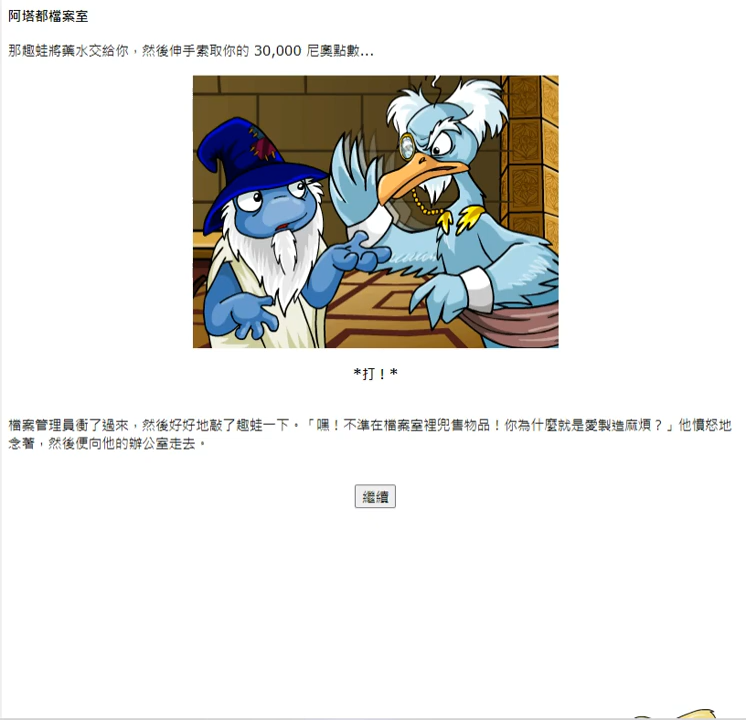 阿塔都檔案室
那趣蛙將藥水交給你，然後伸手索取你的 30,000 尼奧點數...
*打！*
檔案管理員衝了過來，然後好好地敲了趣蛙一下。「嘿！不準在檔案室裡兜售物品！你為什麼就是愛製造麻煩？」他憤怒地
念著，然後便向他的辦公室走去。
繼續